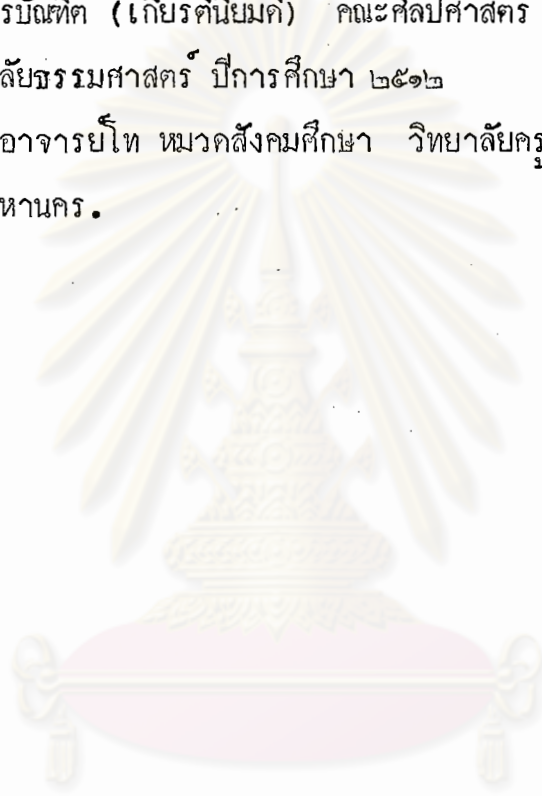 รบัณฑิต (เกียรตินิยมดี) คณะศิลปศาสตร
ลัยธรรมศาสตร์ ปีการศึกษา ๒๕๑๒
อาจารย์โท หมวดสังคมศึกษา วิทยาลัยครู
หานคร.